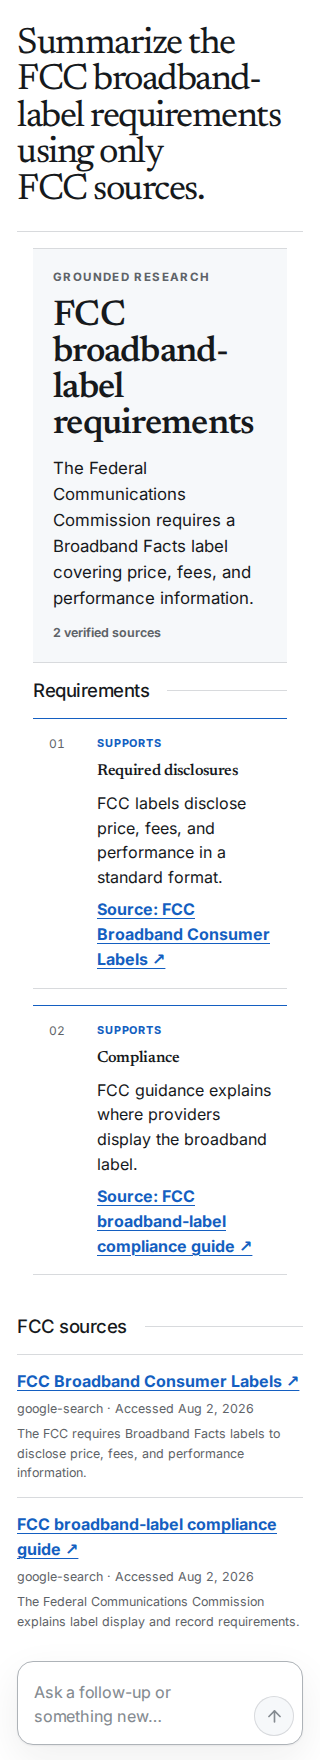 Summarize the
FCC broadband-
label requirements
using only
FCC sources.
GROUNDED RESEARCH
FCC
broadband-
label
requirements
The Federal
Communications
Commission requires a
Broadband Facts label
covering price, fees, and
performance information.
2 verified sources
Requirements
01
SUPPORTS
Required disclosures
FCC labels disclose
price, fees, and
performance in a
standard format.
Source: FCC
Broadband Consumer
Labels ↗
02
SUPPORTS
Compliance
FCC guidance explains
where providers
display the broadband
label.
Source: FCC
broadband-label
compliance guide ↗
FCC sources
FCC Broadband Consumer Labels ↗
google-search · Accessed Aug 2, 2026
The FCC requires Broadband Facts labels to
disclose price, fees, and performance
information.
FCC broadband-label compliance
guide ↗
google-search · Accessed Aug 2, 2026
The Federal Communications Commission
explains label display and record requirements.
Ask a follow-up or
something new...